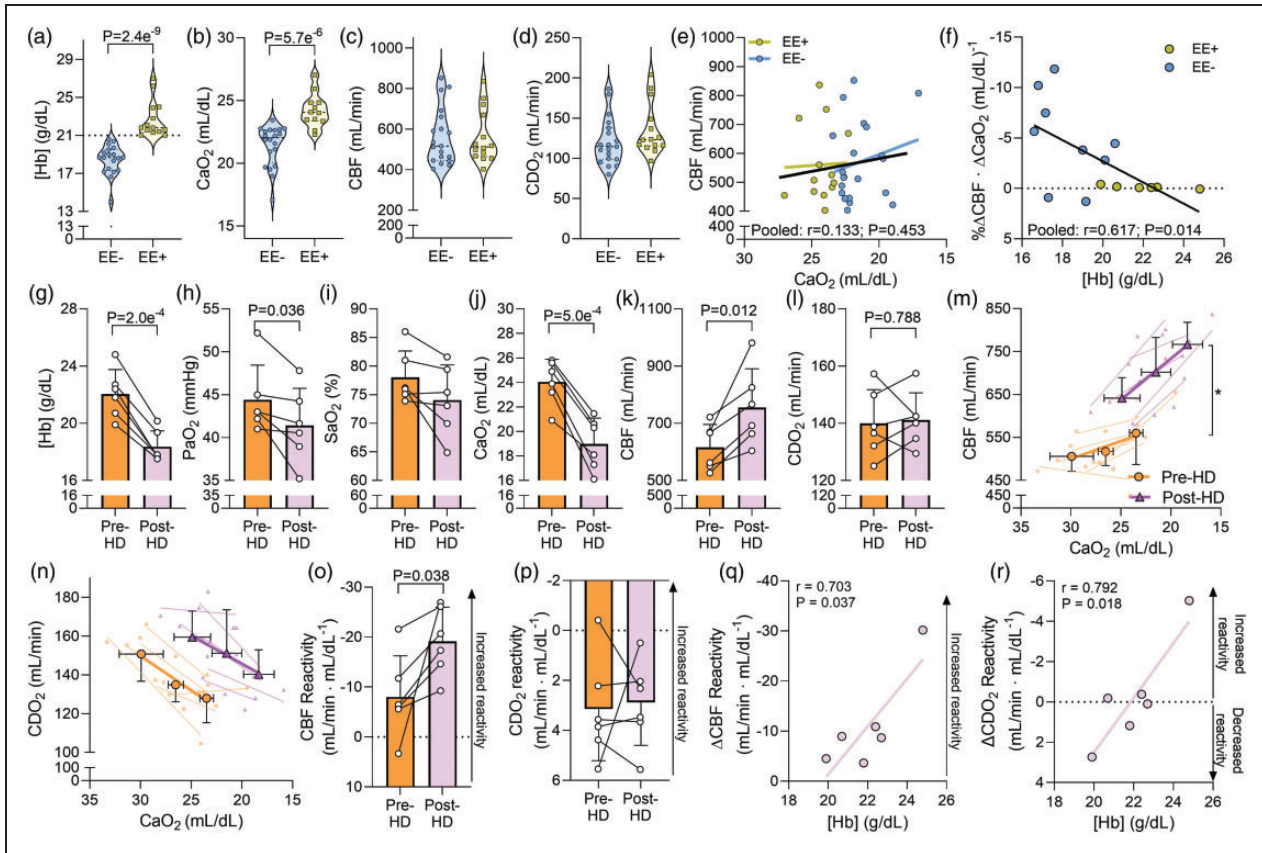 (a)
P=2.4e-9
[Hb] (g/dL)
29
25
21
17
13
3
0
EE- EE+
(b)
P=5.7e-6
CaO2 (mL/dL)
30
25
20
15
2
0
EE- EE+
(c)
CBF (mL/min)
1000
800
600
400
200
0
EE- EE+
(d)
CDO2 (mL/min)
250
200
150
100
50
0
EE- EE+
(e)
EE+
EE-
CBF (mL/min)
1000
900
800
700
600
500
400
200
0
Pooled: r=0.133; P=0.453
30 25 20 15
CaO2 (mL/dL)
(f)
EE+
EE-
%ΔCBF · ΔCaO2 (mL/dL)-1
-15
-10
-5
0
5
Pooled: r=0.617; P=0.014
16 18 20 22 24 26
[Hb] (g/dL)
(g)
P=2.0e-4
[Hb] (g/dL)
26
24
22
20
18
16
0
Pre-HD Post-HD
(h)
P=0.036
PaO2 (mmHg)
55
50
45
40
35
35
0
Pre-HD Post-HD
(i)
SaO2 (%)
90
85
80
75
70
65
60
60
0
Pre-HD Post-HD
(j)
P=5.0e-4
CaO2 (mL/dL)
30
28
26
24
22
20
18
16
16
0
Pre-HD Post-HD
(k)
P=0.012
CBF (mL/min)
1100
900
700
500
500
0
Pre-HD Post-HD
(l)
P=0.788
CDO2 (mL/min)
180
160
140
120
120
0
Pre-HD Post-HD
(m)
CBF (mL/min)
850
750
650
550
450
450
0
*
Pre-HD
Post-HD
35 25 20 15
30
CaO2 (mL/dL)
(n)
CDO2 (mL/min)
180
160
140
120
100
100
0
35 30 25 20 15
CaO2 (mL/dL)
(o)
P=0.038
CBF Reactivity
(mL/min · mL/dL-1)
-30
-20
-10
0
10
Increased reactivity
Pre-HD Post-HD
(p)
CDO2 reactivity
(mL/min · mL/dL-1)
-2
0
2
4
6
Increased reactivity
Pre-HD Post-HD
(q)
r = 0.703
P = 0.037
ΔCBF Reactivity
(mL/min · mL/dL-1)
-40
-30
-20
-10
0
Increased reactivity
18 20 22 24 26
[Hb] (g/dL)
(r)
r = 0.792
P = 0.018
ΔCDO2 Reactivity
(mL/min · mL/dL-1)
-6
-4
-2
0
2
4
Increased reactivity
Decreased reactivity
18 20 22 24 26
[Hb] (g/dL)